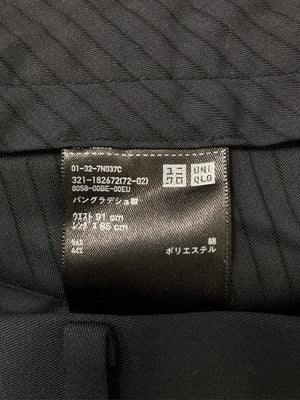 01-32-7N037C
321-182672(72-02)
8058-00BE-00EU
バングラデシュ製
ユニ
クロ
UNI
QLO
ウエスト 91 cm
レングス 85 cm
ポリエステル